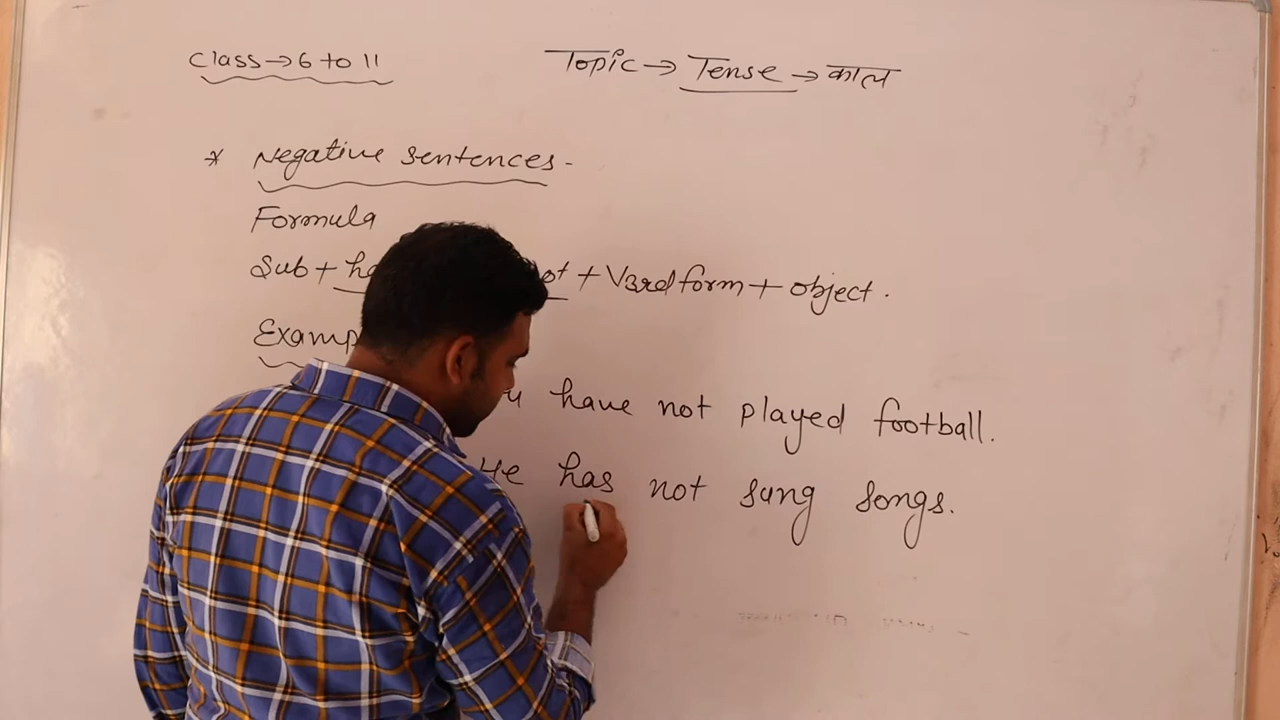 Class → 6 to 11
Topic → Tense → काल
* Negative sentences -
Formula
Sub + + V3rd form + object.
have not played football.
He has not sung songs.